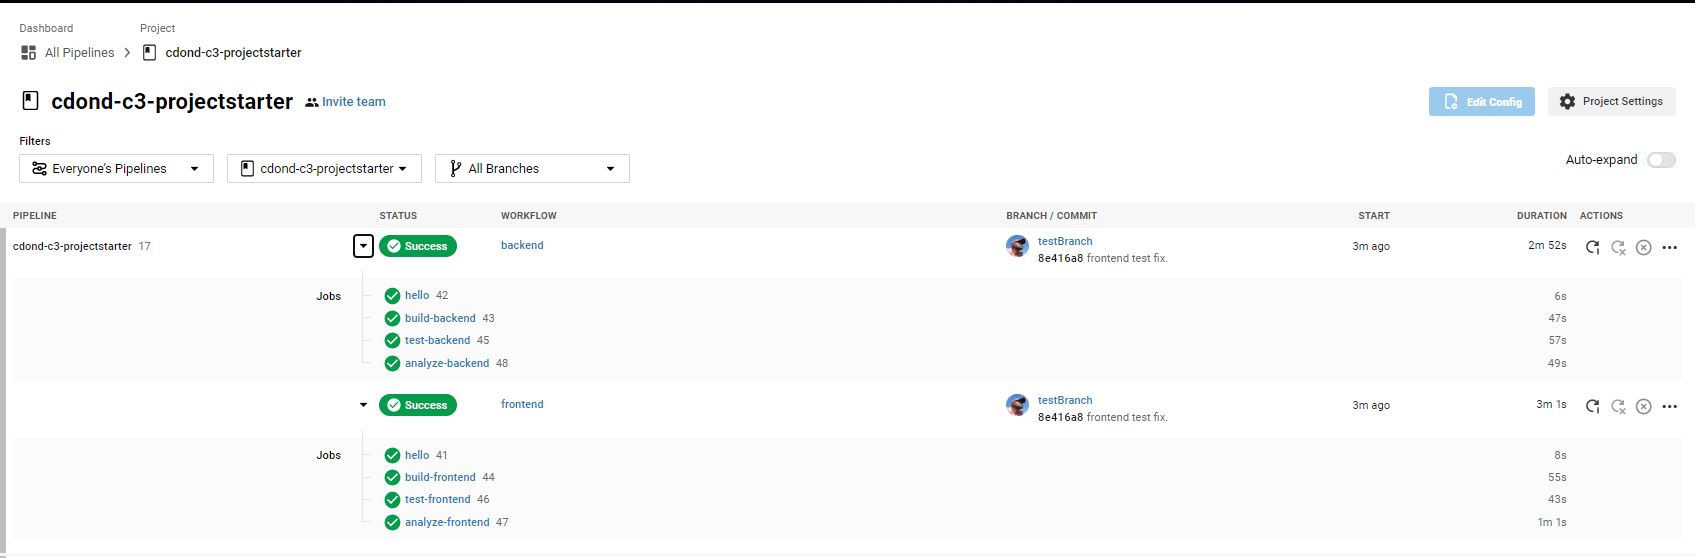 Dashboard Project
All Pipelines cdond-c3-projectstarter
cdond-c3-projectstarter Invite team Edit Config Project Settings
Filters
Everyone's Pipelines cdond-c3-projectstarter All Branches Auto-expand
PIPELINE STATUS WORKFLOW BRANCH / COMMIT START DURATION ACTIONS
cdond-c3-projectstarter 17 Success backend testBranch 3m ago 2m 52s
8e416a8 frontend test fix.
Jobs hello 42 6s
build-backend 43 47s
test-backend 45 57s
analyze-backend 48 49s
Success frontend testBranch 3m ago 3m 1s
8e416a8 frontend test fix.
Jobs hello 41 8s
build-frontend 44 55s
test-frontend 46 43s
analyze-frontend 47 1m 1s